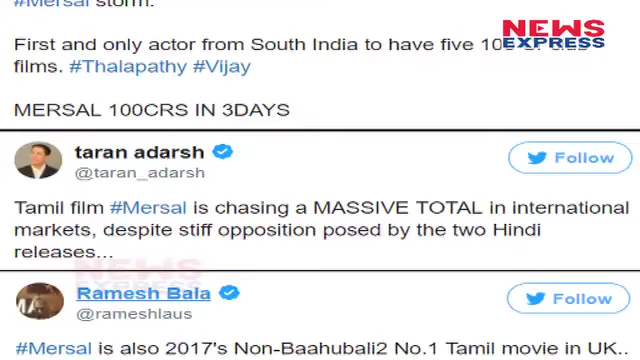 #Mersal storm.
NEWS
EXPRESS
First and only actor from South India to have five 100
films. #Thalapathy #Vijay
MERSAL 100CRS IN 3DAYS
taran adarsh
Follow
@taran_adarsh
Tamil film #Mersal is chasing a MASSIVE TOTAL in international
markets, despite stiff opposition posed by the two Hindi
releases...
NEWS
EXPRESS
Ramesh Bala
Follow
@rameshlaus
#Mersal is also 2017's Non-Baahubali2 No.1 Tamil movie in UK..